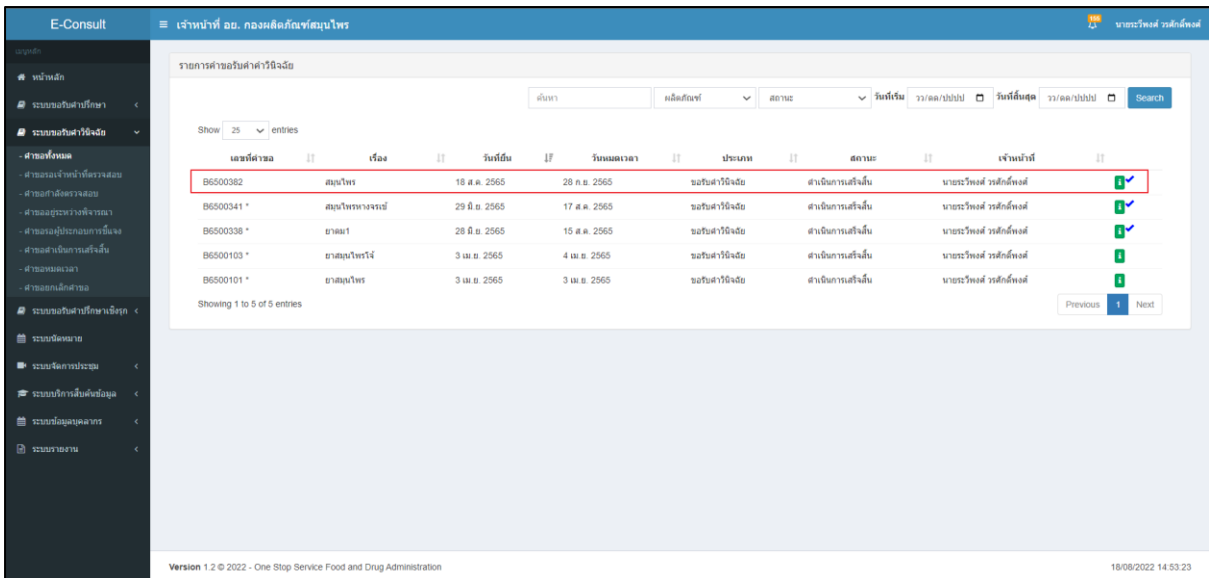 E-Consult
เจ้าหน้าที่ อย. กองผลิตภัณฑ์สมุนไพร
นายระวีพงศ์ วรศักดิ์พงศ์
เมนูหลัก
หน้าหลัก
ระบบขอรับคำปรึกษา
ระบบขอรับคำวินิจฉัย
- คำขอทั้งหมด
- คำขอรอเจ้าหน้าที่ตรวจสอบ
- คำขอกำลังตรวจสอบ
- คำขออยู่ระหว่างพิจารณา
- คำขอรอผู้ประกอบการชี้แจง
- คำขอดำเนินการเสร็จสิ้น
- คำขอหมดเวลา
- คำขอยกเลิกคำขอ
ระบบขอรับคำปรึกษาเชิงรุก
ระบบนัดหมาย
ระบบจัดการประชุม
ระบบบริการสืบค้นข้อมูล
ระบบข้อมูลบุคลากร
ระบบรายงาน
รายการคำขอรับคำวินิจฉัย
ค้นหา ผลิตภัณฑ์ สถานะ วันที่เริ่ม วว/ดด/ปปปป วันที่สิ้นสุด วว/ดด/ปปปป Search
Show 25 entries
เลขที่คำขอ เรื่อง วันที่ยื่น วันหมดเวลา ประเภท สถานะ เจ้าหน้าที่
B6500382 สมุนไพร 18 ส.ค. 2565 28 ก.ย. 2565 ขอรับคำวินิจฉัย ดำเนินการเสร็จสิ้น นายระวีพงศ์ วรศักดิ์พงศ์
B6500341 * สมุนไพรหางจรเข้ 29 มิ.ย. 2565 17 ส.ค. 2565 ขอรับคำวินิจฉัย ดำเนินการเสร็จสิ้น นายระวีพงศ์ วรศักดิ์พงศ์
B6500338 * ยาดม1 28 มิ.ย. 2565 15 ส.ค. 2565 ขอรับคำวินิจฉัย ดำเนินการเสร็จสิ้น นายระวีพงศ์ วรศักดิ์พงศ์
B6500103 * ยาสมุนไพรโจ้ 3 เม.ย. 2565 4 เม.ย. 2565 ขอรับคำวินิจฉัย ดำเนินการเสร็จสิ้น นายระวีพงศ์ วรศักดิ์พงศ์
B6500101 * ยาสมุนไพร 3 เม.ย. 2565 3 เม.ย. 2565 ขอรับคำวินิจฉัย ดำเนินการเสร็จสิ้น นายระวีพงศ์ วรศักดิ์พงศ์
Showing 1 to 5 of 5 entries
Previous 1 Next
Version 1.2 © 2022 - One Stop Service Food and Drug Administration
18/08/2022 14:53:23